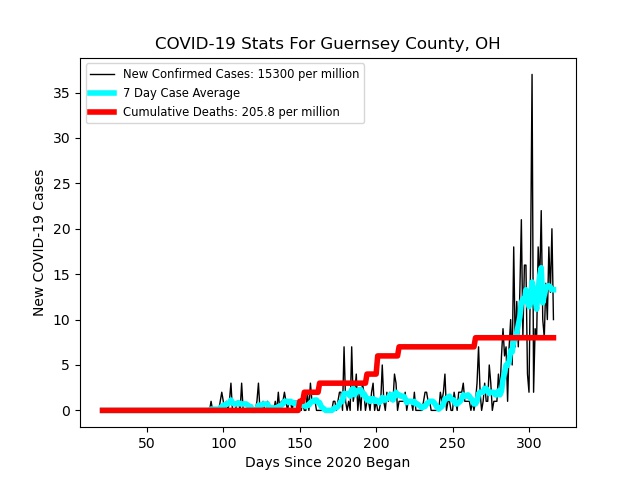 COVID-19 Stats For Guernsey County, OH
New Confirmed Cases: 15300 per million
7 Day Case Average
Cumulative Deaths: 205.8 per million
New COVID-19 Cases
35
30
25
20
15
10
5
0
50 100 150 200 250 300
Days Since 2020 Began